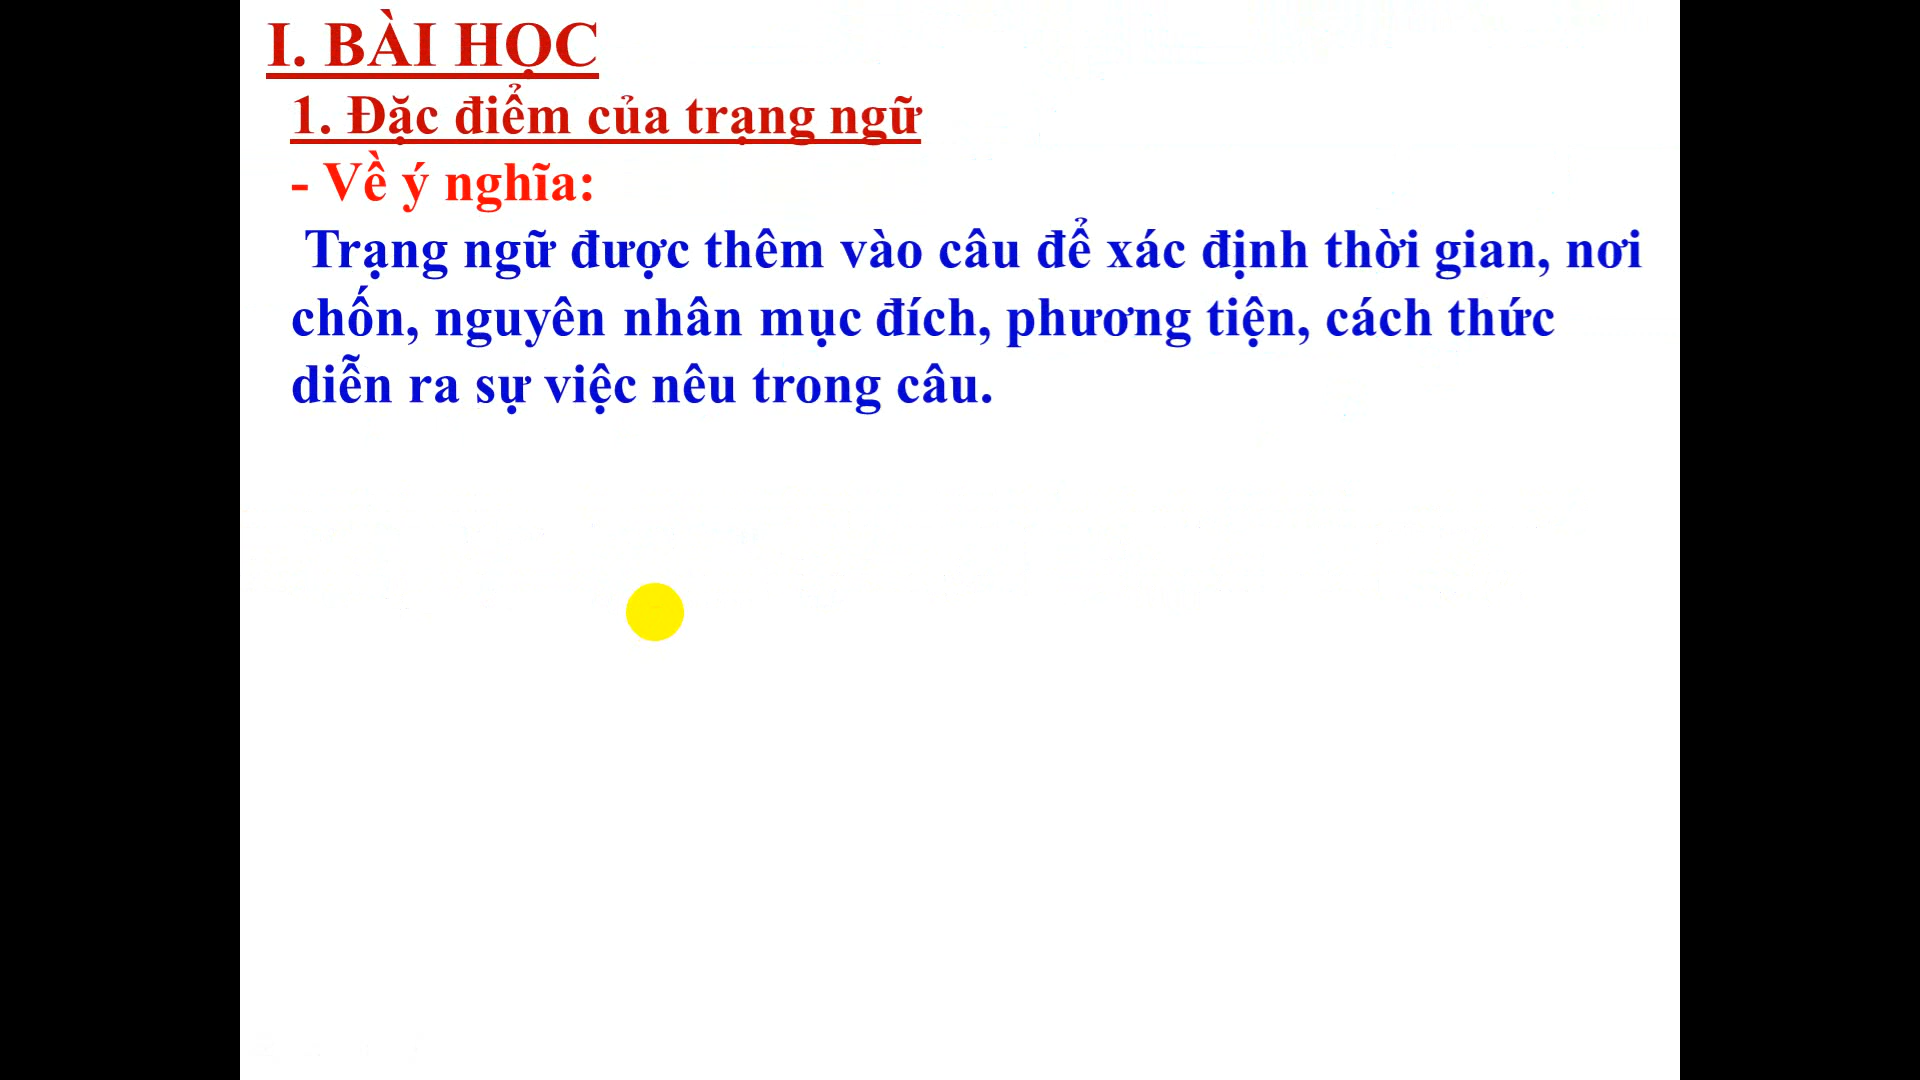 I. BÀI HỌC
1. Đặc điểm của trạng ngữ
- Về ý nghĩa:
Trạng ngữ được thêm vào câu để xác định thời gian, nơi
chốn, nguyên nhân mục đích, phương tiện, cách thức
diễn ra sự việc nêu trong câu.